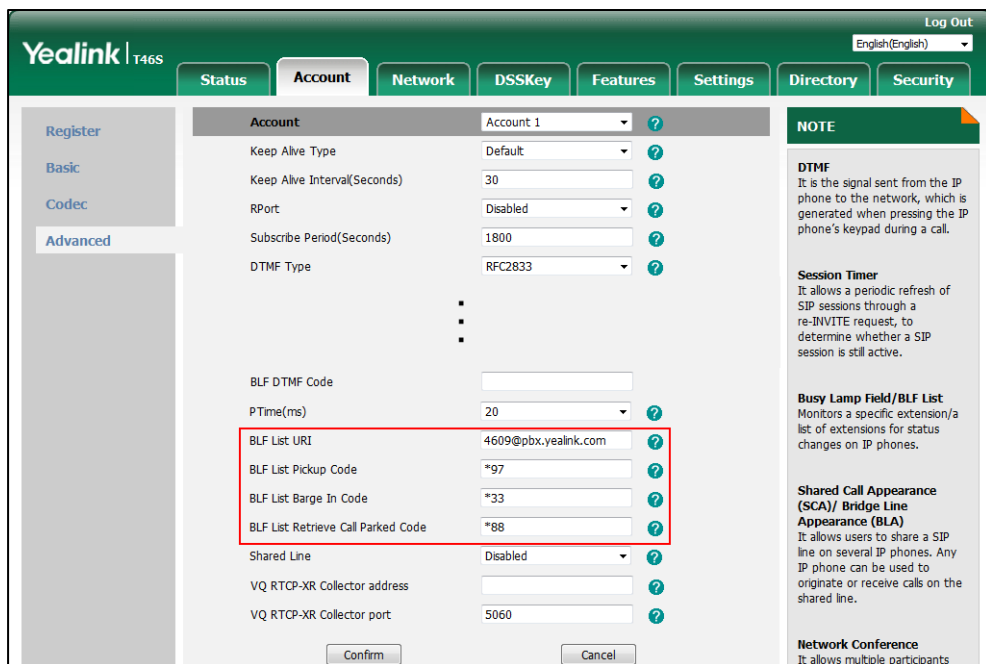 Log Out
Yealink T46S
English(English)
Status Account Network DSSKey Features Settings Directory Security
Register
Basic
Codec
Advanced
Account Account 1 ?
Keep Alive Type Default ?
Keep Alive Interval(Seconds) 30 ?
RPort Disabled ?
Subscribe Period(Seconds) 1800 ?
DTMF Type RFC2833 ?
BLF DTMF Code
PTime(ms) 20 ?
BLF List URI 4609@pbx.yealink.com ?
BLF List Pickup Code *97 ?
BLF List Barge In Code *33 ?
BLF List Retrieve Call Parked Code *88 ?
Shared Line Disabled ?
VQ RTCP-XR Collector address ?
VQ RTCP-XR Collector port 5060 ?
Confirm Cancel
NOTE
DTMF
It is the signal sent from the IP
phone to the network, which is
generated when pressing the IP
phone's keypad during a call.
Session Timer
It allows a periodic refresh of
SIP sessions through a
re-INVITE request, to
determine whether a SIP
session is still active.
Busy Lamp Field/BLF List
Monitors a specific extension/a
list of extensions for status
changes on IP phones.
Shared Call Appearance
(SCA)/ Bridge Line
Appearance (BLA)
It allows users to share a SIP
line on several IP phones. Any
IP phone can be used to
originate or receive calls on the
shared line.
Network Conference
It allows multiple participants